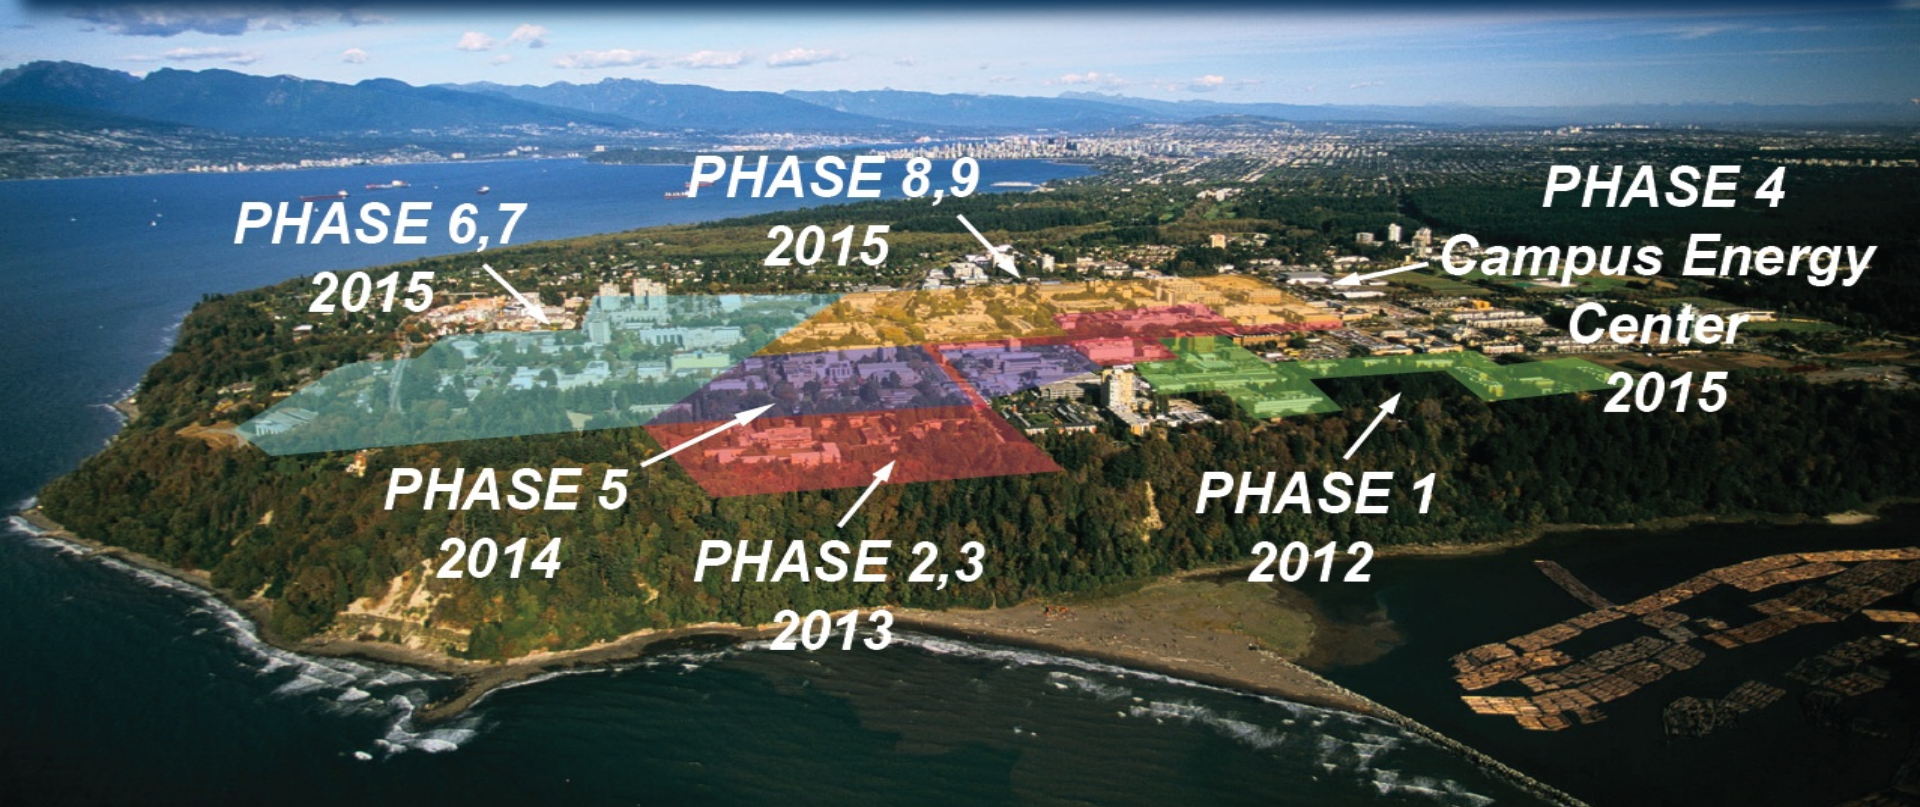 PHASE 8,9
2015
PHASE 6,7
2015
PHASE 4
Campus Energy
Center
2015
PHASE 5
2014
PHASE 2,3
2013
PHASE 1
2012